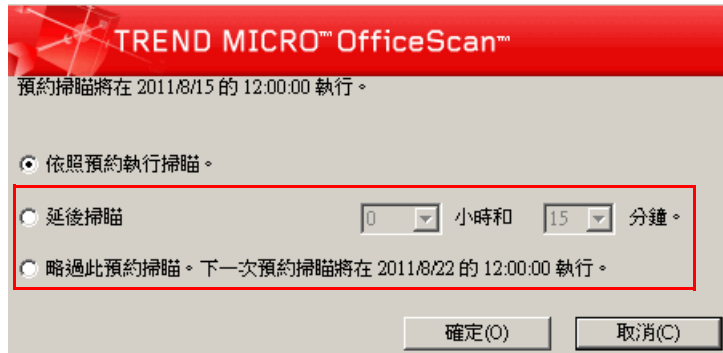 TREND MICRO™ OfficeScan™
預約掃瞄將在 2011/8/15 的 12:00:00 執行。
依照預約執行掃瞄。
延後掃瞄 0 小時和 15 分鐘。
略過此預約掃瞄。下一次預約掃瞄將在 2011/8/22 的 12:00:00 執行。
確定(O) 取消(C)